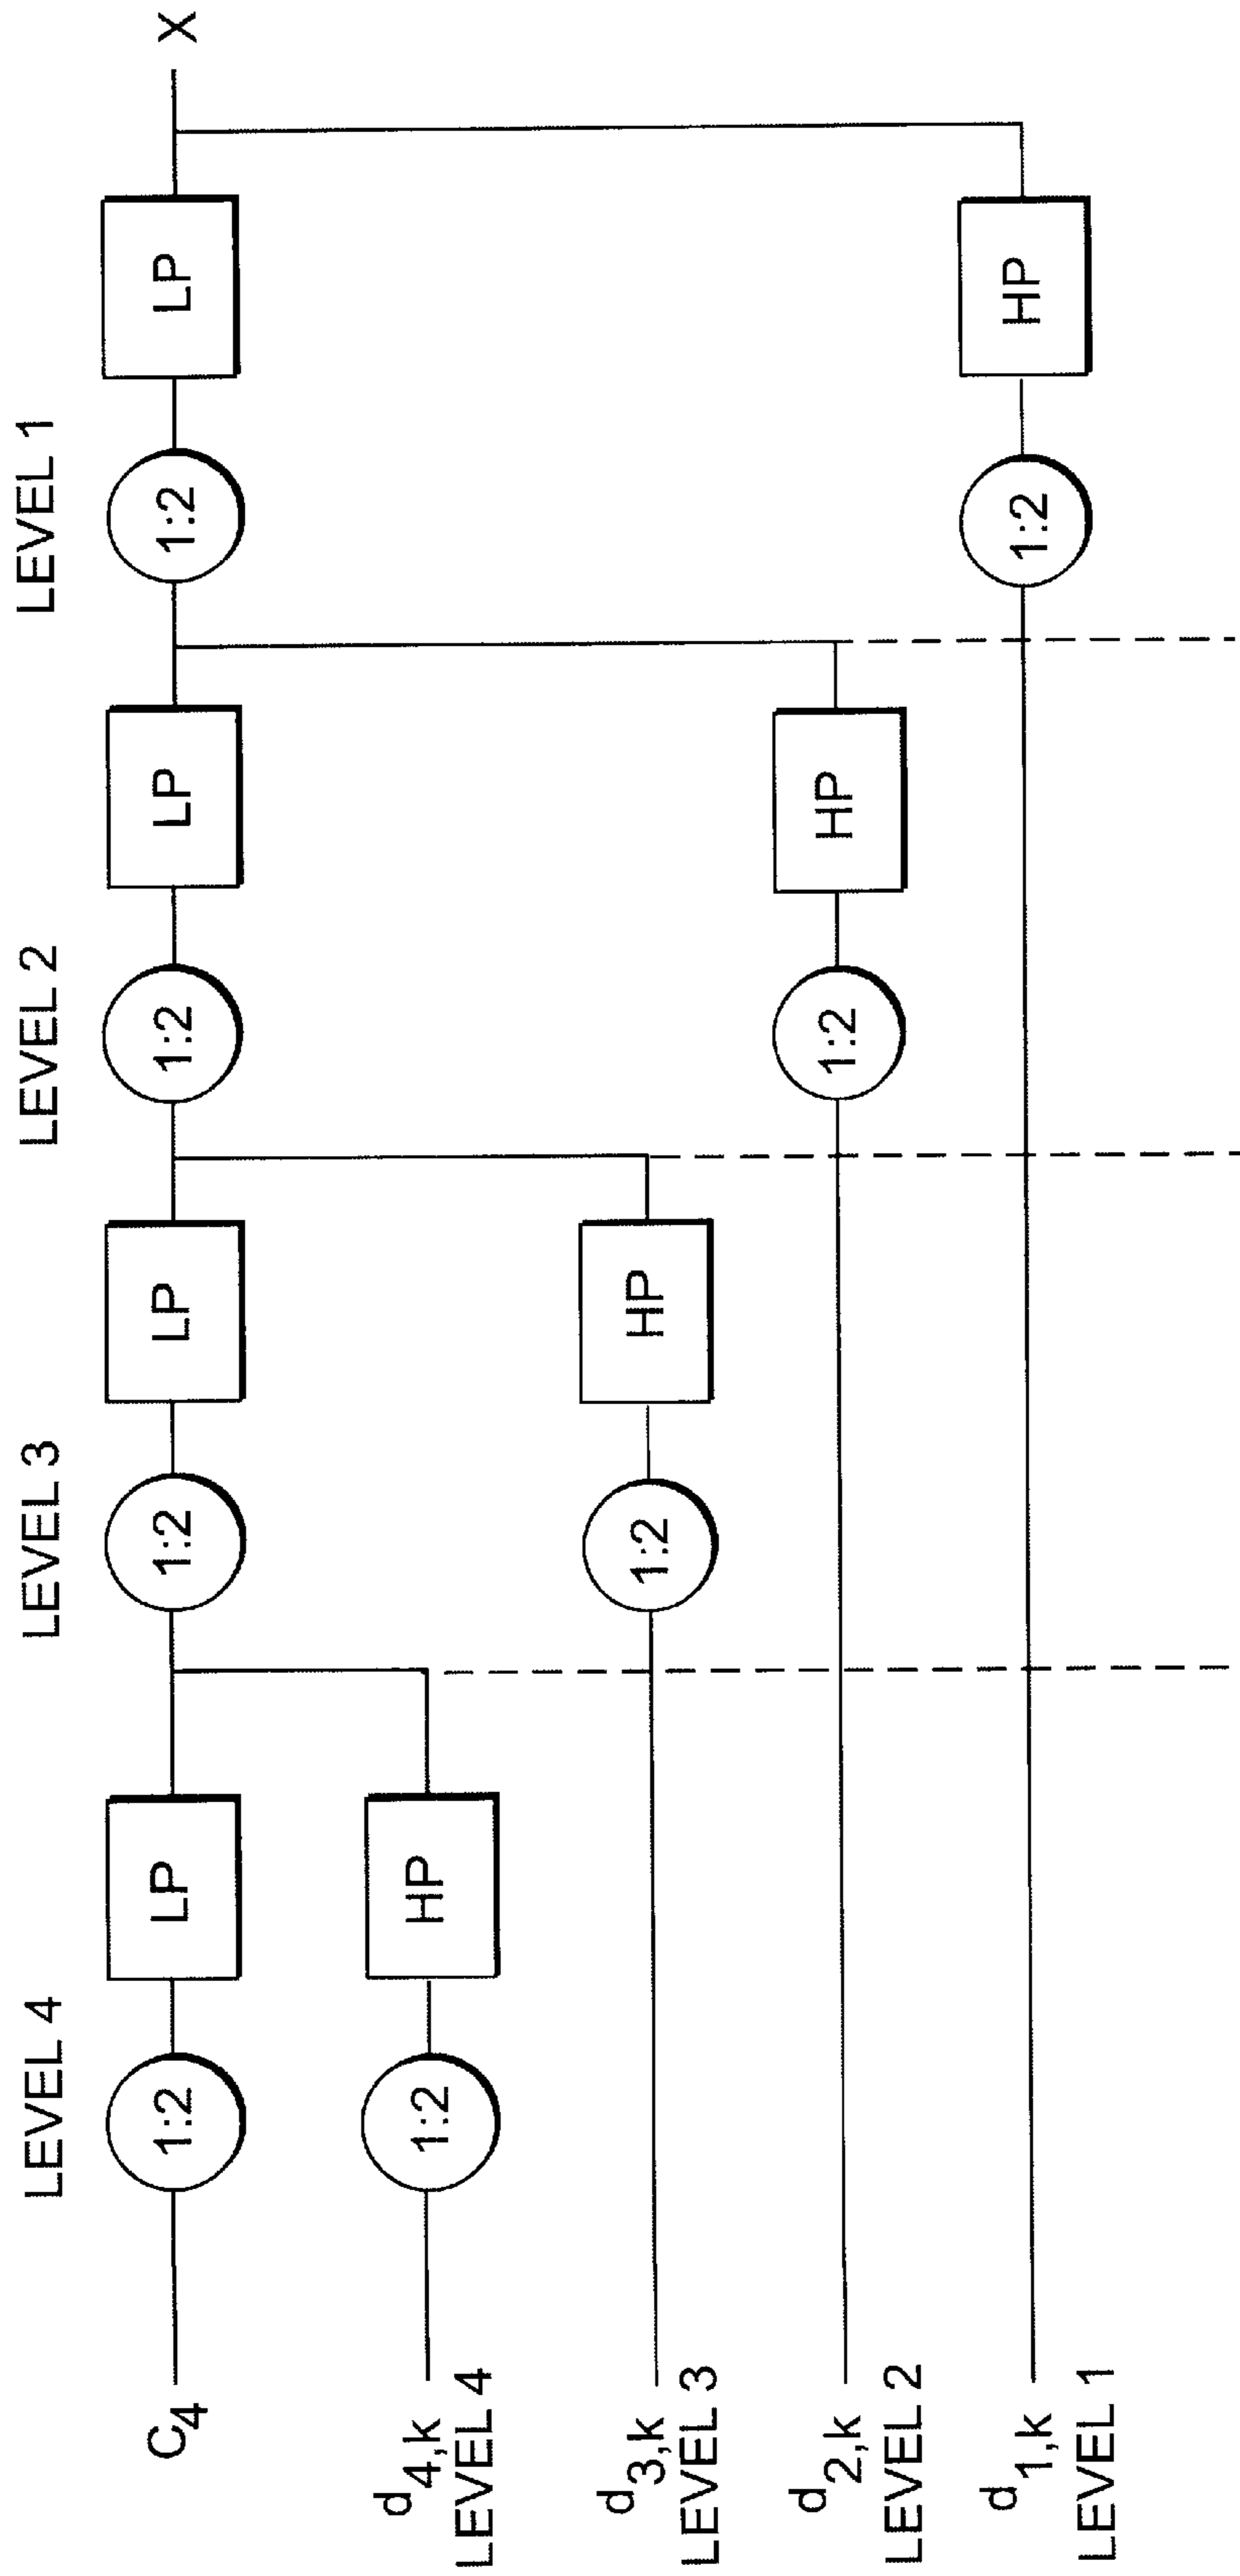 LEVEL 4 LEVEL 3 LEVEL 2 LEVEL 1
C4 1:2 LP 1:2 LP 1:2 LP 1:2 LP X
d4,k 1:2 HP
LEVEL 4
d3,k 1:2 HP
LEVEL 3
d2,k 1:2 HP
LEVEL 2
d1,k 1:2 HP
LEVEL 1